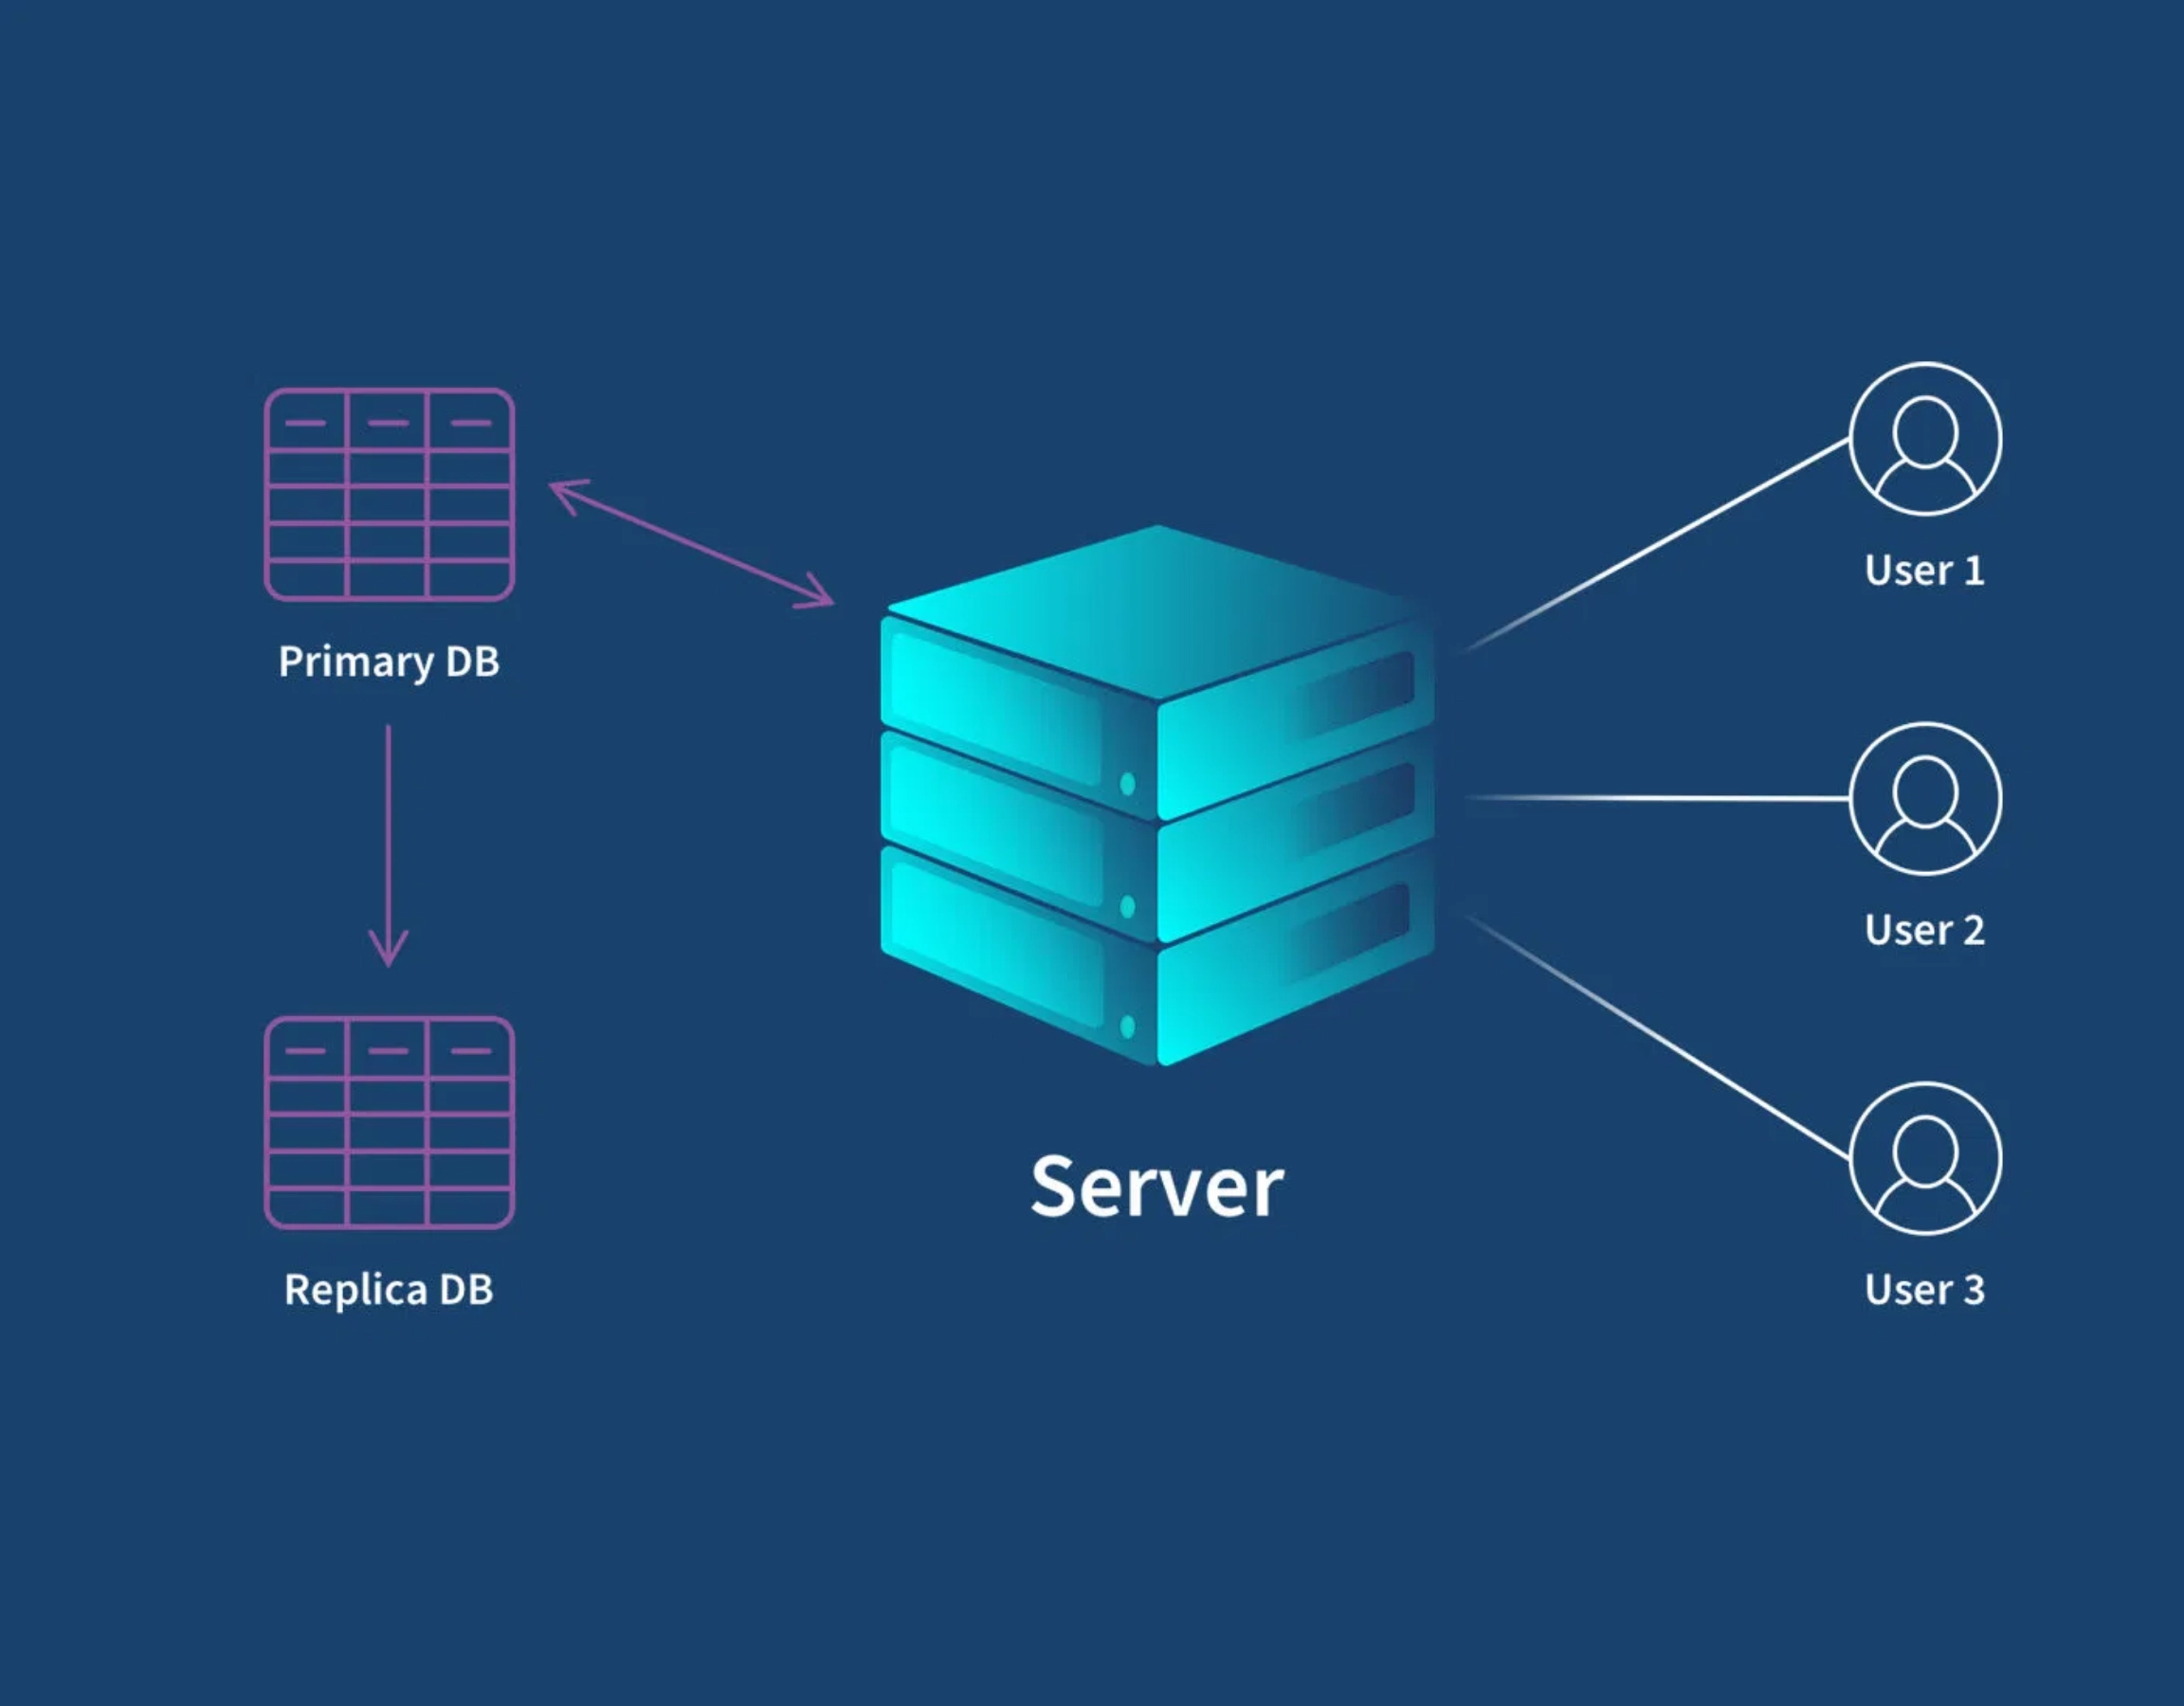 Primary DB
Replica DB
Server
User 1
User 2
User 3